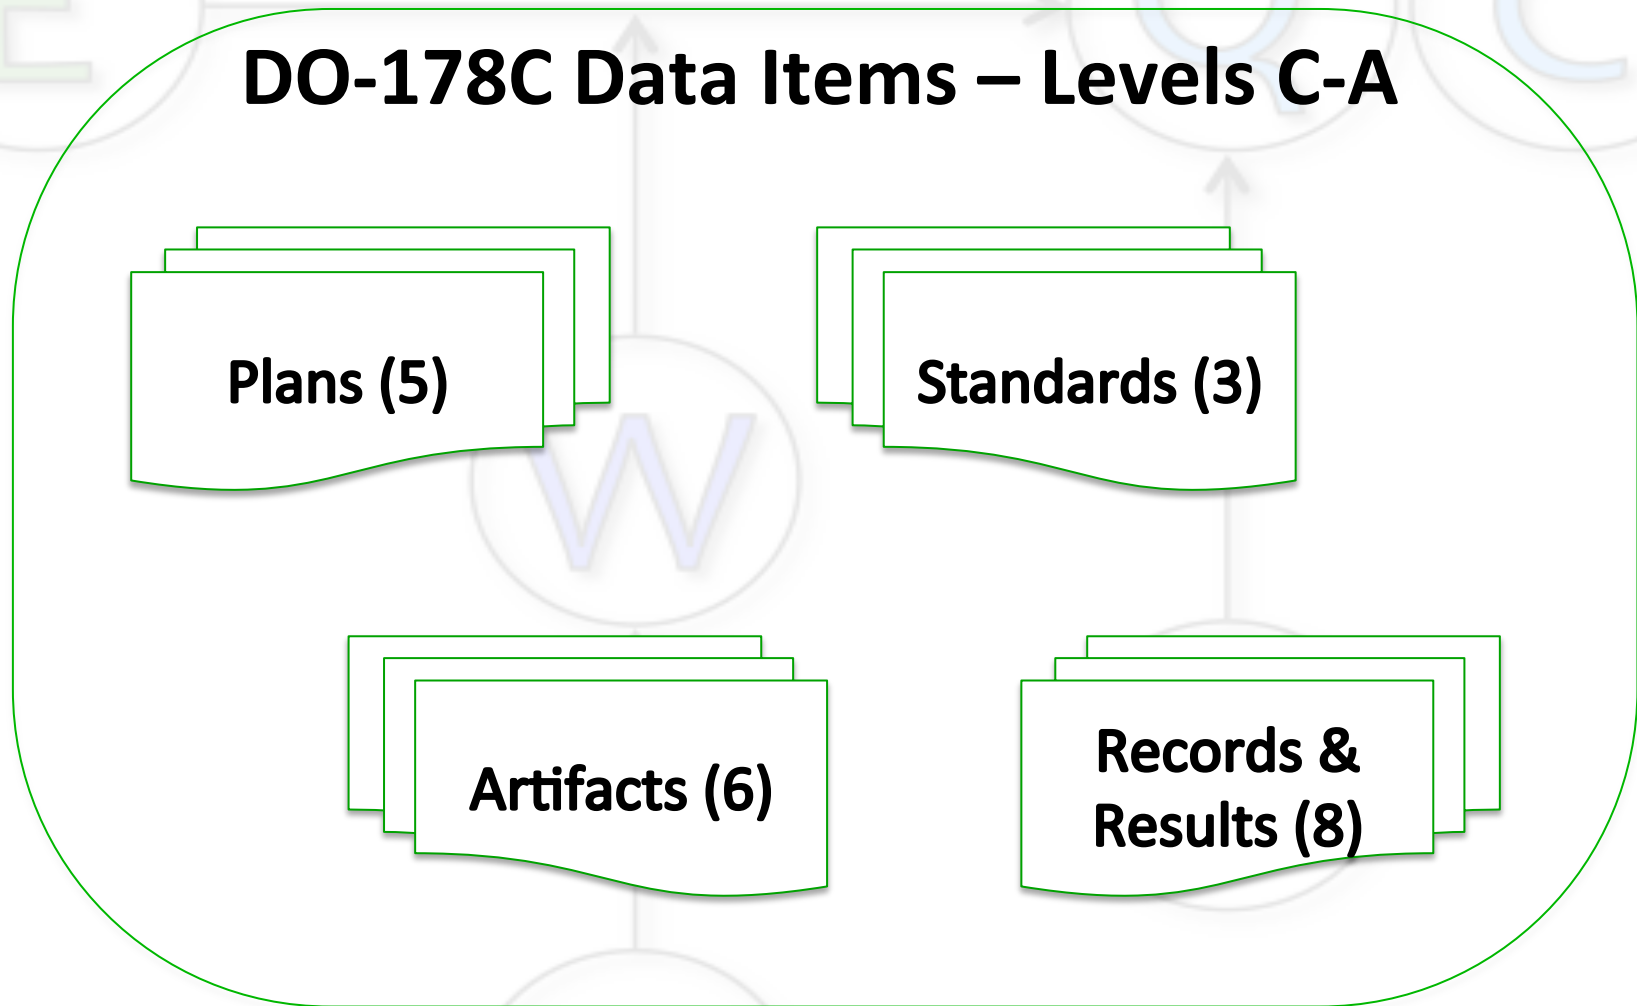 DO-178C Data Items – Levels C-A
Plans (5)
Standards (3)
Artifacts (6)
Records &
Results (8)
E
Q
C
W